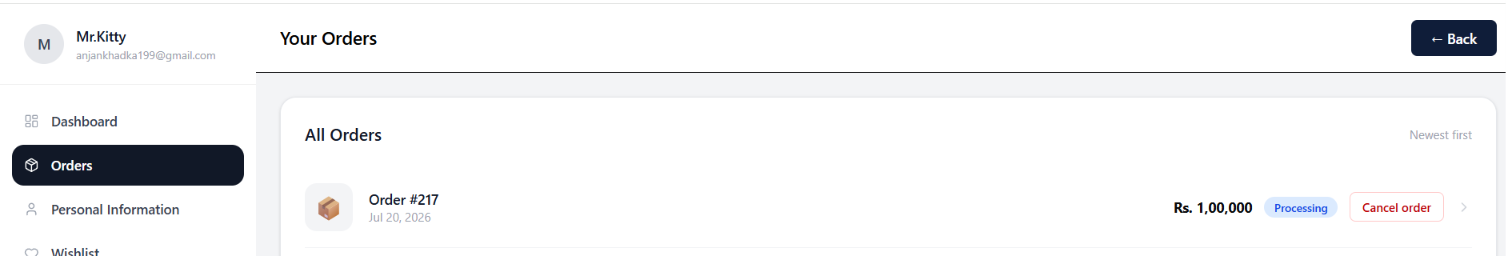 M
Mr.Kitty
anjankhadka199@gmail.com
Dashboard
Orders
Personal Information
Wishlist
Your Orders
← Back
All Orders
Newest first
Order #217
Jul 20, 2026
Rs. 1,00,000
Processing
Cancel order